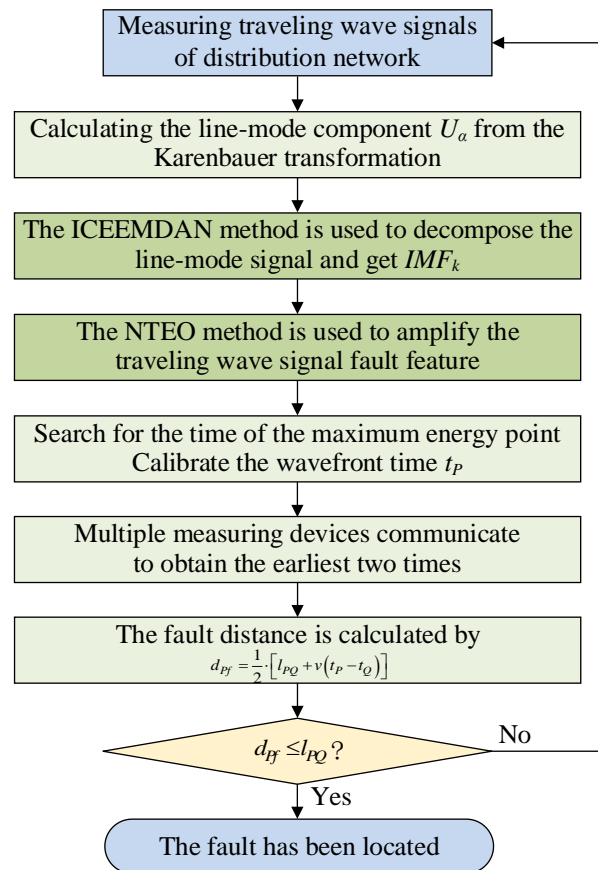 Measuring traveling wave signals
of distribution network
Calculating the line-mode component Uα from the
Karenbauer transformation
The ICEEMDAN method is used to decompose the
line-mode signal and get IMFk
The NTEO method is used to amplify the
traveling wave signal fault feature
Search for the time of the maximum energy point
Calibrate the wavefront time tP
Multiple measuring devices communicate
to obtain the earliest two times
The fault distance is calculated by
dPf = 1/2·[lPQ + v(tP − tQ)]
dPf ≤ lPQ ?
No
Yes
The fault has been located